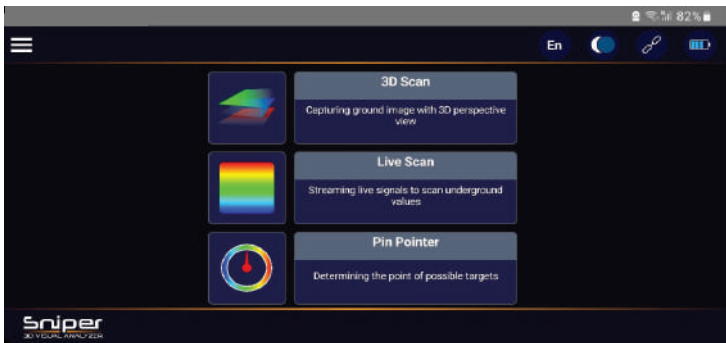 82%
En
3D Scan
Capturing ground image with 3D perspective
view
Live Scan
Streaming live signals to scan underground
values
Pin Pointer
Determining the point of possible targets
Sniper
3D VISUAL ANALYZER